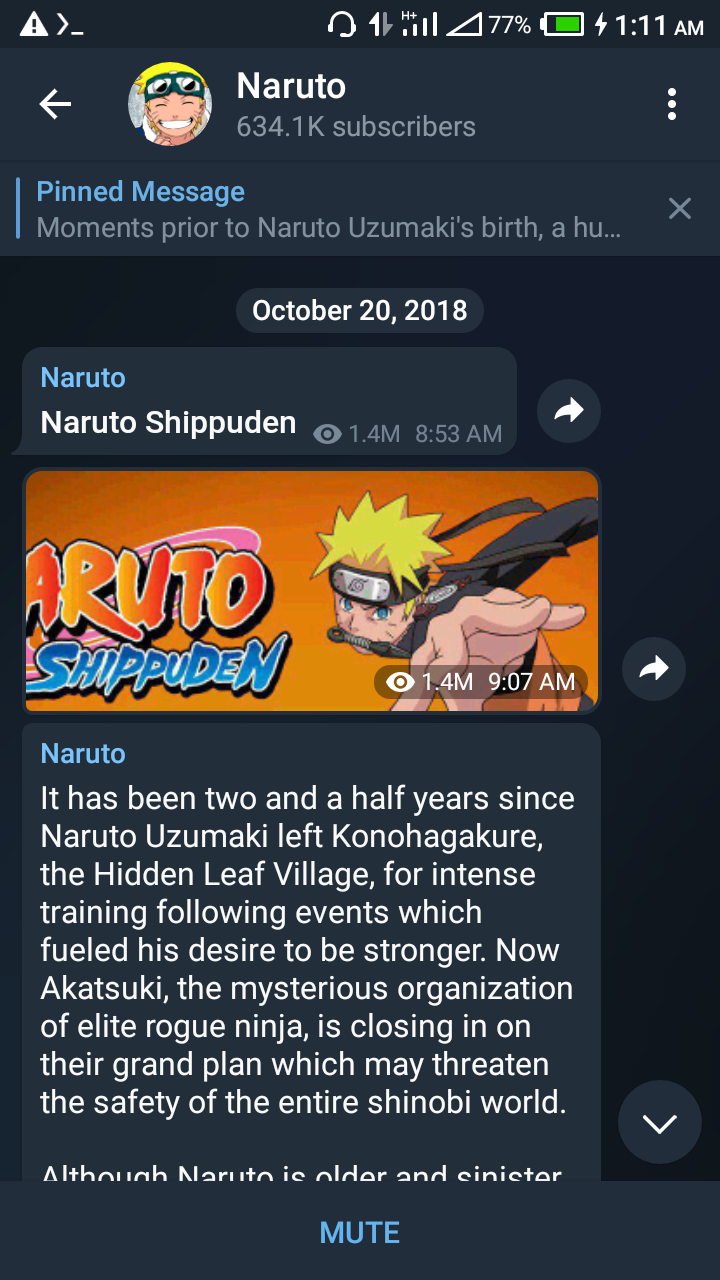 77% 1:11 AM
Naruto
634.1K subscribers
Pinned Message
Moments prior to Naruto Uzumaki's birth, a hu...
October 20, 2018
Naruto
Naruto Shippuden 1.4M 8:53 AM
ARUTO
SHIPPUDEN
1.4M 9:07 AM
Naruto
It has been two and a half years since
Naruto Uzumaki left Konohagakure,
the Hidden Leaf Village, for intense
training following events which
fueled his desire to be stronger. Now
Akatsuki, the mysterious organization
of elite rogue ninja, is closing in on
their grand plan which may threaten
the safety of the entire shinobi world.
Although Naruto is older and sinister
MUTE